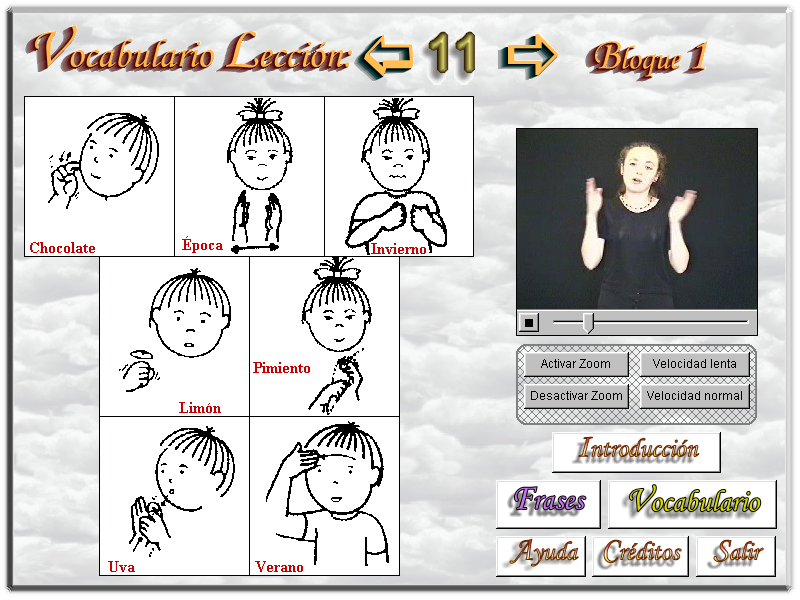 Vocabulario Lección: 11 Bloque 1
Chocolate
Época
Invierno
Limón
Pimiento
Uva
Verano
Activar Zoom
Velocidad lenta
Desactivar Zoom
Velocidad normal
Introducción
Frases
Vocabulario
Ayuda
Créditos
Salir